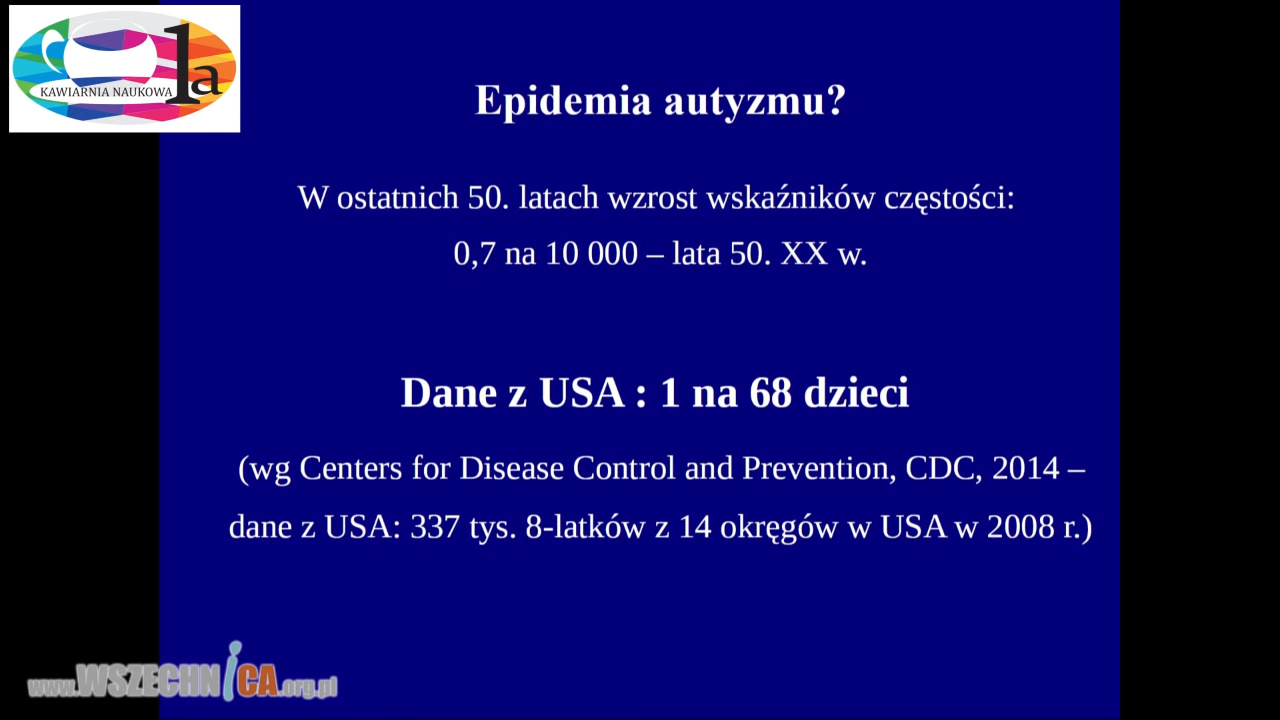 KAWIARNIA NAUKOWA
1a
Epidemia autyzmu?
W ostatnich 50. latach wzrost wskaźników częstości:
0,7 na 10 000 – lata 50. XX w.
Dane z USA : 1 na 68 dzieci
(wg Centers for Disease Control and Prevention, CDC, 2014 –
dane z USA: 337 tys. 8-latków z 14 okręgów w USA w 2008 r.)
www.WSZECHNiCA.org.pl